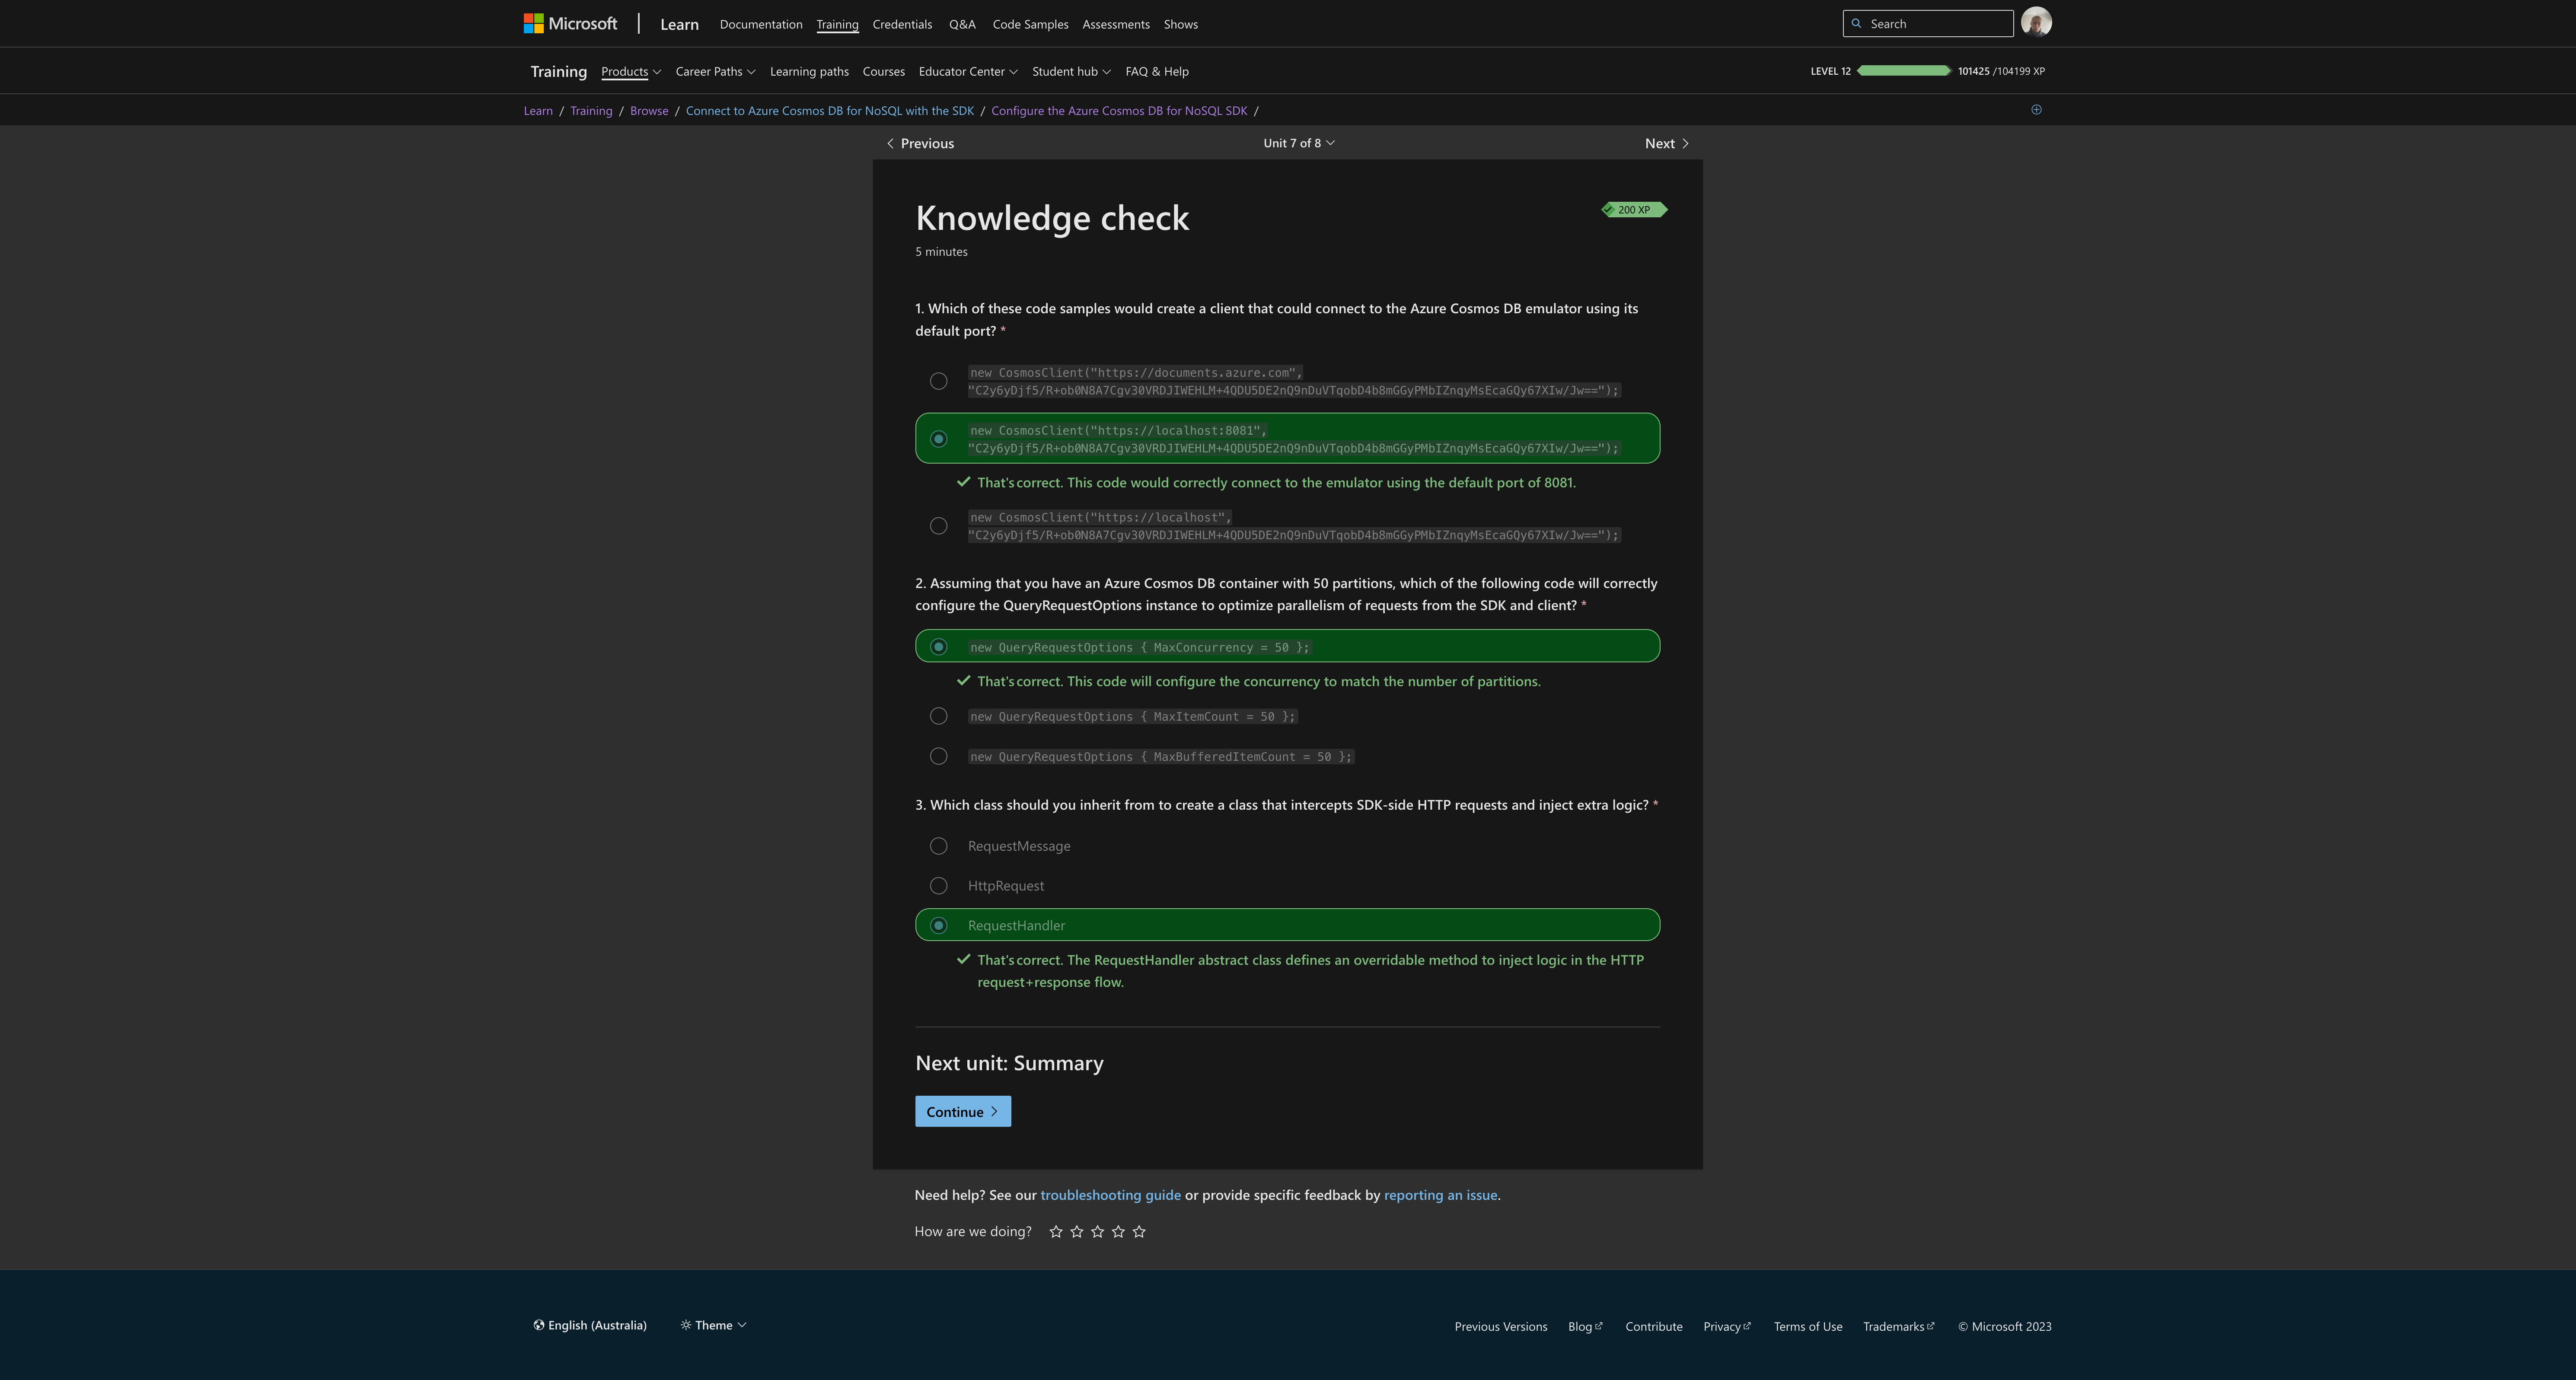 Microsoft Learn Documentation Training Credentials Q&A Code Samples Assessments Shows Search
Training Products Career Paths Learning paths Courses Educator Center Student hub FAQ & Help LEVEL 12 101425 /104199 XP
Learn / Training / Browse / Connect to Azure Cosmos DB for NoSQL with the SDK / Configure the Azure Cosmos DB for NoSQL SDK /
Previous Unit 7 of 8 Next
Knowledge check
200 XP
5 minutes
1. Which of these code samples would create a client that could connect to the Azure Cosmos DB emulator using its
default port? *
new CosmosClient("https://documents.azure.com",
"C2y6yDjf5/R+ob0N8A7Cgv30VRDJIWEHLM+4QDU5DE2nQ9nDuVTqobD4b8mGGyPMbIZnqyMsEcaGQy67XIw/Jw==");
new CosmosClient("https://localhost:8081",
"C2y6yDjf5/R+ob0N8A7Cgv30VRDJIWEHLM+4QDU5DE2nQ9nDuVTqobD4b8mGGyPMbIZnqyMsEcaGQy67XIw/Jw==");
That's correct. This code would correctly connect to the emulator using the default port of 8081.
new CosmosClient("https://localhost",
"C2y6yDjf5/R+ob0N8A7Cgv30VRDJIWEHLM+4QDU5DE2nQ9nDuVTqobD4b8mGGyPMbIZnqyMsEcaGQy67XIw/Jw==");
2. Assuming that you have an Azure Cosmos DB container with 50 partitions, which of the following code will correctly
configure the QueryRequestOptions instance to optimize parallelism of requests from the SDK and client? *
new QueryRequestOptions { MaxConcurrency = 50 };
That's correct. This code will configure the concurrency to match the number of partitions.
new QueryRequestOptions { MaxItemCount = 50 };
new QueryRequestOptions { MaxBufferedItemCount = 50 };
3. Which class should you inherit from to create a class that intercepts SDK-side HTTP requests and inject extra logic? *
RequestMessage
HttpRequest
RequestHandler
That's correct. The RequestHandler abstract class defines an overridable method to inject logic in the HTTP
request+response flow.
Next unit: Summary
Continue
Need help? See our troubleshooting guide or provide specific feedback by reporting an issue.
How are we doing?
English (Australia) Theme Previous Versions Blog Contribute Privacy Terms of Use Trademarks © Microsoft 2023